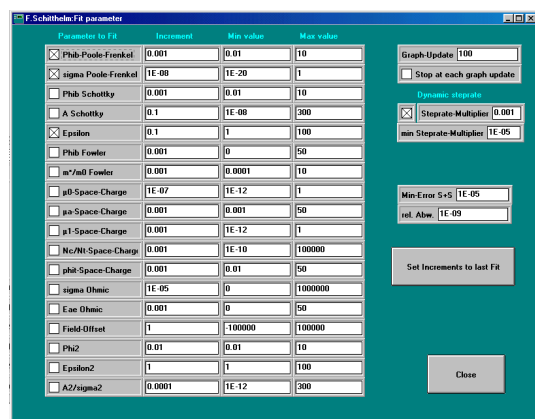 F.Schitthelm:Fit parameter
Parameter to Fit Increment Min value Max value
Phib-Poole-Frenkel 0.001 0.01 10
sigma Poole-Frenkel 1E-08 1E-20 1
Phib Schottky 0.001 0.01 10
A Schottky 0.1 1E-08 300
Epsilon 0.1 1 100
Phib Fowler 0.001 0 50
m*/m0 Fowler 0.001 0.0001 10
µ0-Space-Charge 1E-07 1E-12 1
µa-Space-Charge 0.001 0.001 50
µ1-Space-Charge 0.001 1E-12 1
Nc/Nt-Space-Charg 0.001 1E-10 100000
phit-Space-Charge 0.001 0.01 50
sigma Ohmic 1E-05 0 1000000
Eae Ohmic 0.001 0 50
Field-Offset 1 -100000 100000
Phi2 0.01 0.01 10
Epsilon2 1 1 100
A2/sigma2 0.0001 1E-12 300
Graph-Update 100
Stop at each graph update
Dynamic steprate
Steprate-Multiplier 0.001
min Steprate-Multiplier 1E-05
Min-Error S+S 1E-05
rel. Abw. 1E-09
Set Increments to last Fit
Close